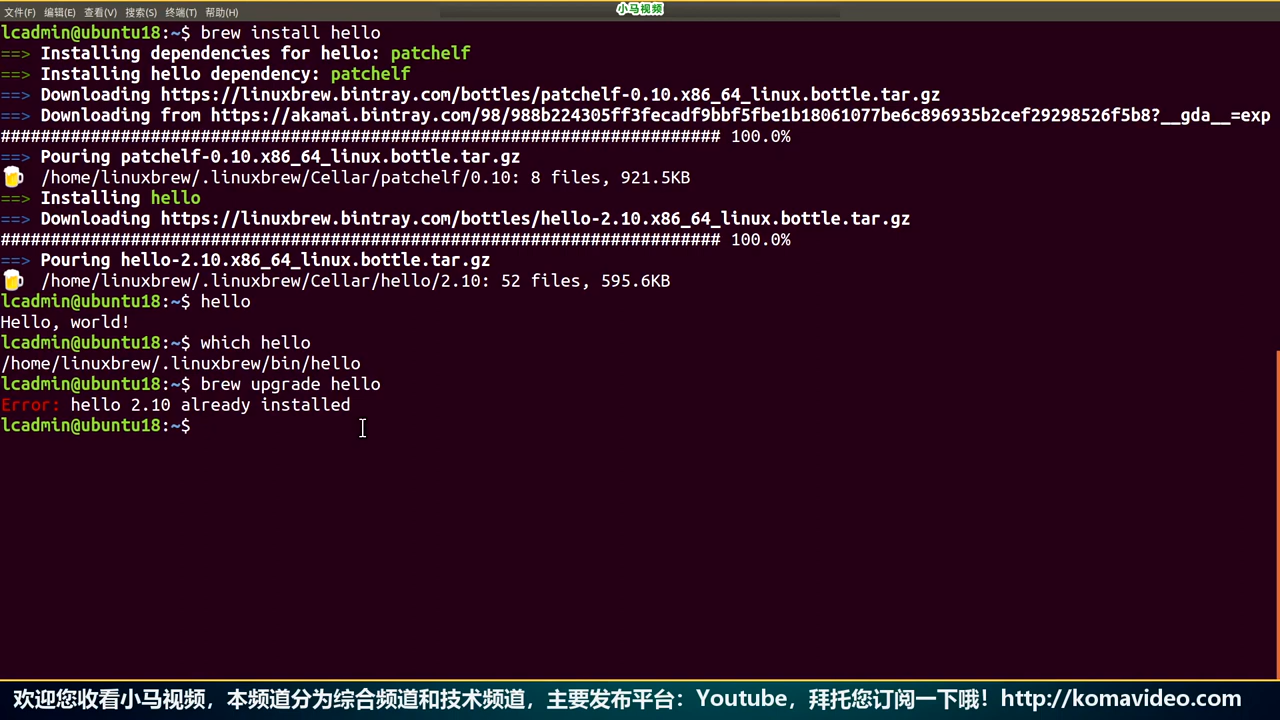 小马视频
文件(F) 编辑(E) 查看(V) 搜索(S) 终端(T) 帮助(H)
lcadmin@ubuntu18:~$ brew install hello
==> Installing dependencies for hello: patchelf
==> Installing hello dependency: patchelf
==> Downloading https://linuxbrew.bintray.com/bottles/patchelf-0.10.x86_64_linux.bottle.tar.gz
==> Downloading from https://akamai.bintray.com/98/988b224305ff3fecadf9bbf5fbe1b18061077be6c896935b2cef29298526f5b8?__gda__=exp
######################################################################## 100.0%
==> Pouring patchelf-0.10.x86_64_linux.bottle.tar.gz
🍺 /home/linuxbrew/.linuxbrew/Cellar/patchelf/0.10: 8 files, 921.5KB
==> Installing hello
==> Downloading https://linuxbrew.bintray.com/bottles/hello-2.10.x86_64_linux.bottle.tar.gz
######################################################################## 100.0%
==> Pouring hello-2.10.x86_64_linux.bottle.tar.gz
🍺 /home/linuxbrew/.linuxbrew/Cellar/hello/2.10: 52 files, 595.6KB
lcadmin@ubuntu18:~$ hello
Hello, world!
lcadmin@ubuntu18:~$ which hello
/home/linuxbrew/.linuxbrew/bin/hello
lcadmin@ubuntu18:~$ brew upgrade hello
Error: hello 2.10 already installed
lcadmin@ubuntu18:~$
欢迎您收看小马视频，本频道分为综合频道和技术频道，主要发布平台：Youtube，拜托您订阅一下哦！http://komavideo.com